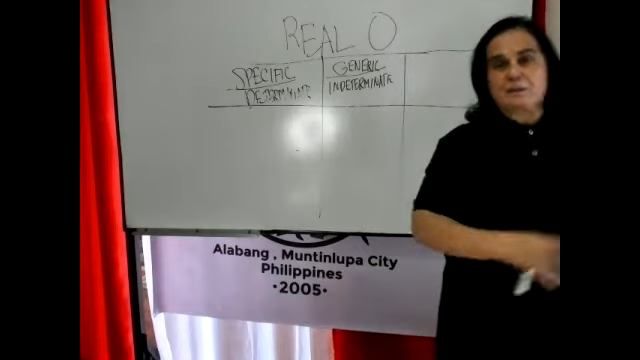 REAL O
SPECIFIC
DETERMINATE
GENERIC
INDETERMINATE
Alabang , Muntinlupa City
Philippines
•2005•